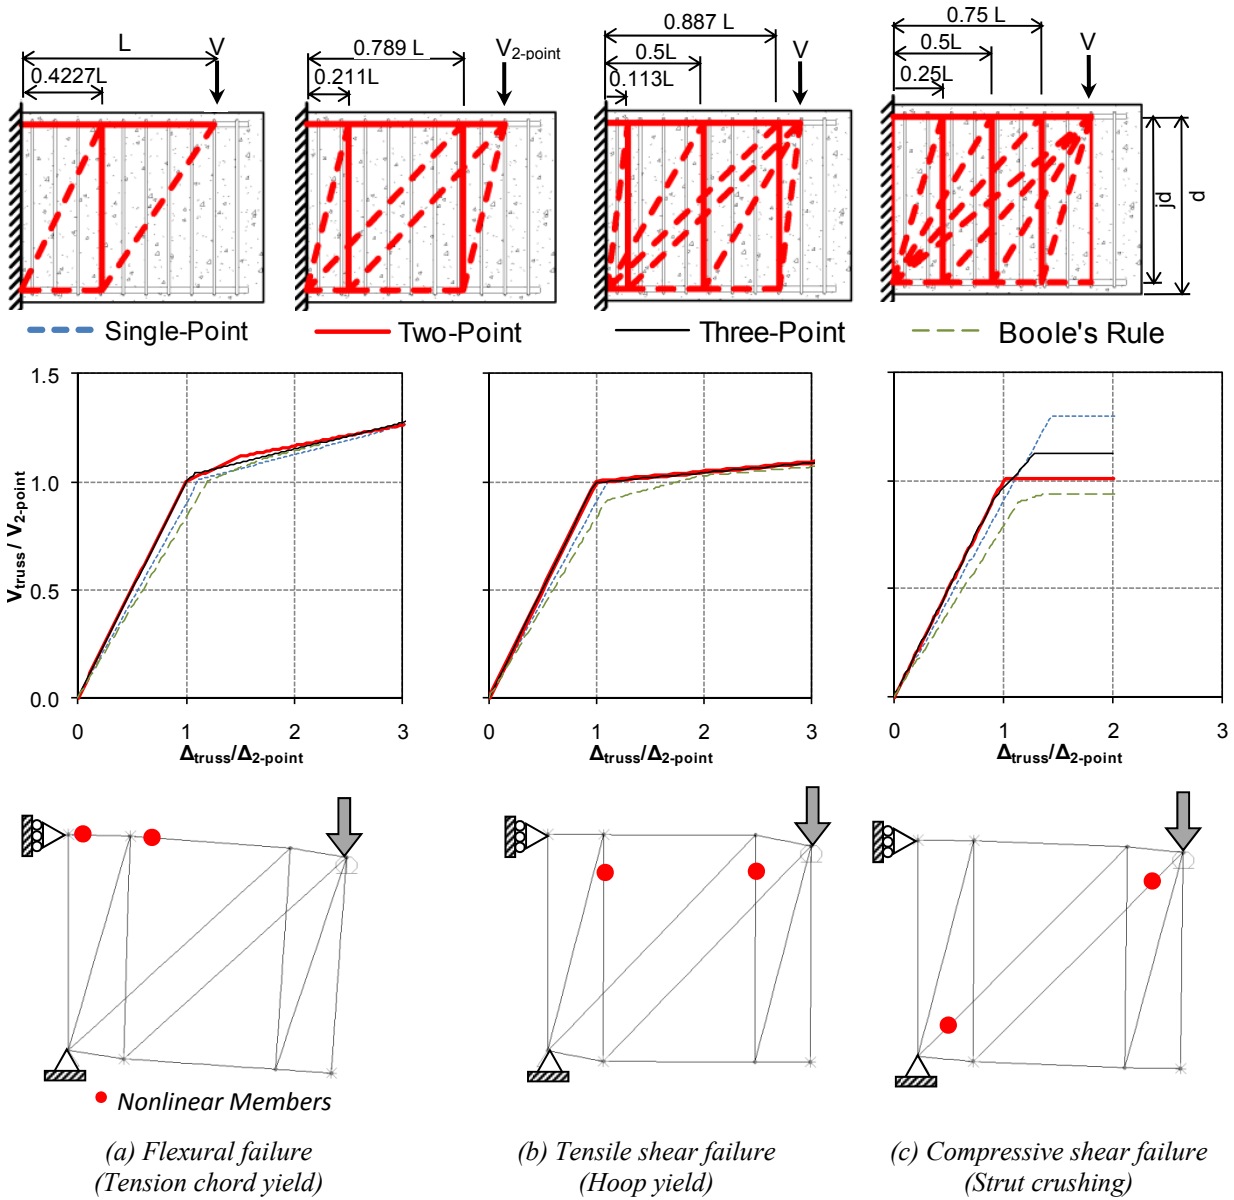 L
V
0.4227L
0.789 L
V2-point
0.211L
0.887 L
0.5L
V
0.113L
0.75 L
0.5L
V
0.25L
jd
d
Single-Point
Two-Point
Three-Point
Boole's Rule
Vtruss/ V2-point
1.5
1.0
0.5
0.0
0 1 2 3
Δtruss/Δ2-point
0 1 2 3
Δtruss/Δ2-point
0 1 2 3
Δtruss/Δ2-point
Nonlinear Members
(a) Flexural failure
(Tension chord yield)
(b) Tensile shear failure
(Hoop yield)
(c) Compressive shear failure
(Strut crushing)